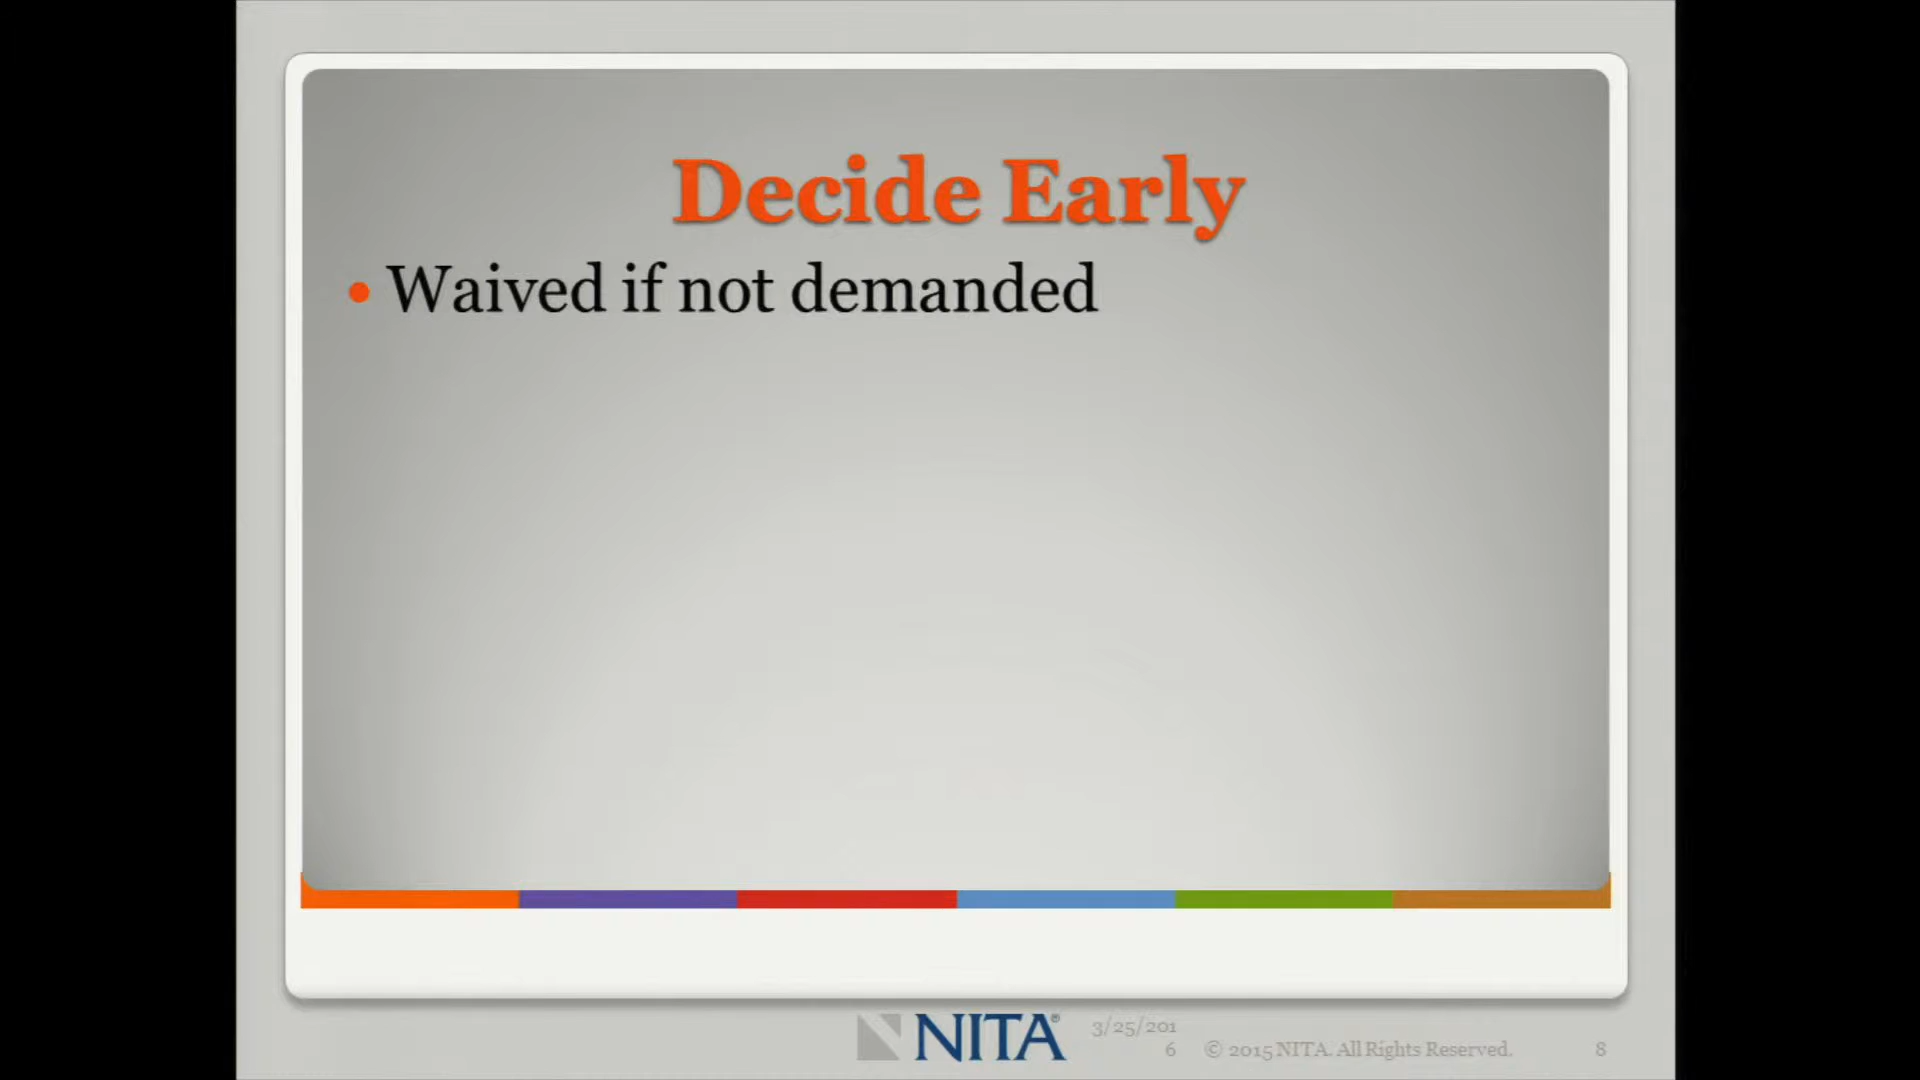 Decide Early
• Waived if not demanded
NITA®
3/25/201
6
© 2015 NITA. All Rights Reserved.
8